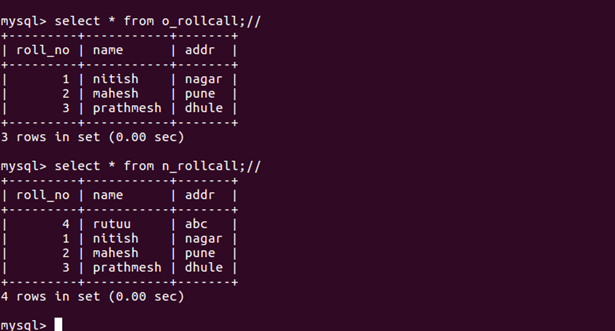 mysql> select * from o_rollcall;//
+---------+-----------+-------+
| roll_no | name      | addr  |
+---------+-----------+-------+
|       1 | nitish    | nagar |
|       2 | mahesh    | pune  |
|       3 | prathmesh | dhule |
+---------+-----------+-------+
3 rows in set (0.00 sec)
mysql> select * from n_rollcall;//
+---------+-----------+-------+
| roll_no | name      | addr  |
+---------+-----------+-------+
|       4 | rutuu     | abc   |
|       1 | nitish    | nagar |
|       2 | mahesh    | pune  |
|       3 | prathmesh | dhule |
+---------+-----------+-------+
4 rows in set (0.00 sec)
mysql>